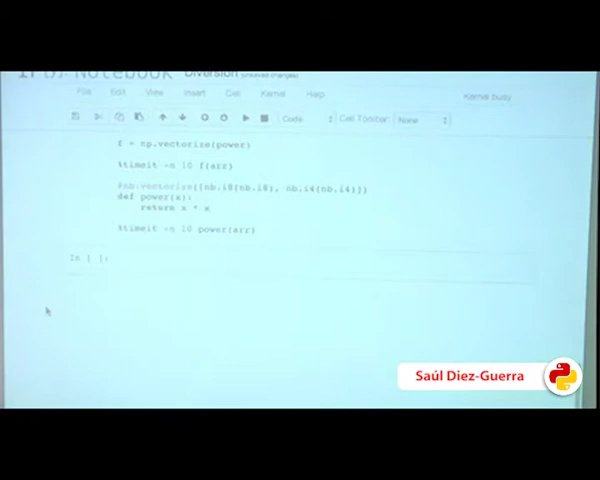 Notebook Diversion (unsaved changes)
File Edit View Insert Cell Kernel Help
Kernel busy
Code Cell Toolbar: None
f = np.vectorize(power)
%timeit -n 10 f(arr)
@nb.vectorize([nb.i8(nb.i8), nb.i4(nb.i4)])
def power(x):
return x * x
%timeit -n 10 power(arr)
In [ ]:
Saúl Diez-Guerra